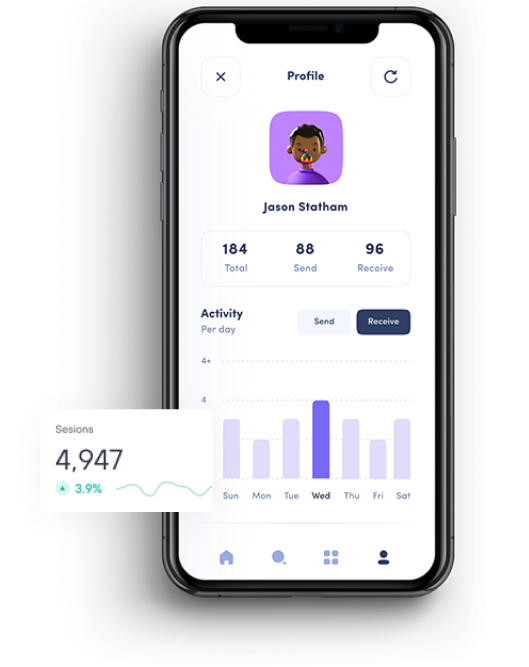 Profile
Jason Statham
184 88 96
Total Send Receive
Activity
Per day
Send Receive
4+
4
Sesions
4,947
3.9%
Sun Mon Tue Wed Thu Fri Sat